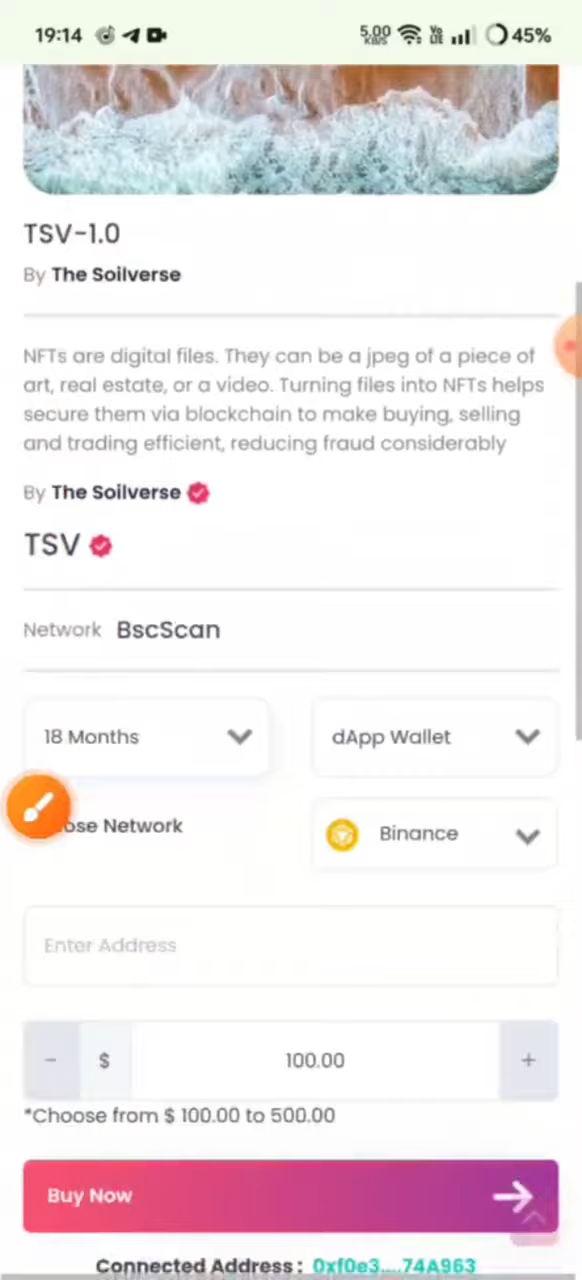 19:14
5.00 KB/S
Vo LTE
45%
TSV-1.0
By The Soilverse
NFTs are digital files. They can be a jpeg of a piece of
art, real estate, or a video. Turning files into NFTs helps
secure them via blockchain to make buying, selling
and trading efficient, reducing fraud considerably
By The Soilverse
TSV
Network BscScan
18 Months
dApp Wallet
ose Network
Binance
Enter Address
- $ 100.00 +
*Choose from $ 100.00 to 500.00
Buy Now
Connected Address : 0xf0e3....74A963